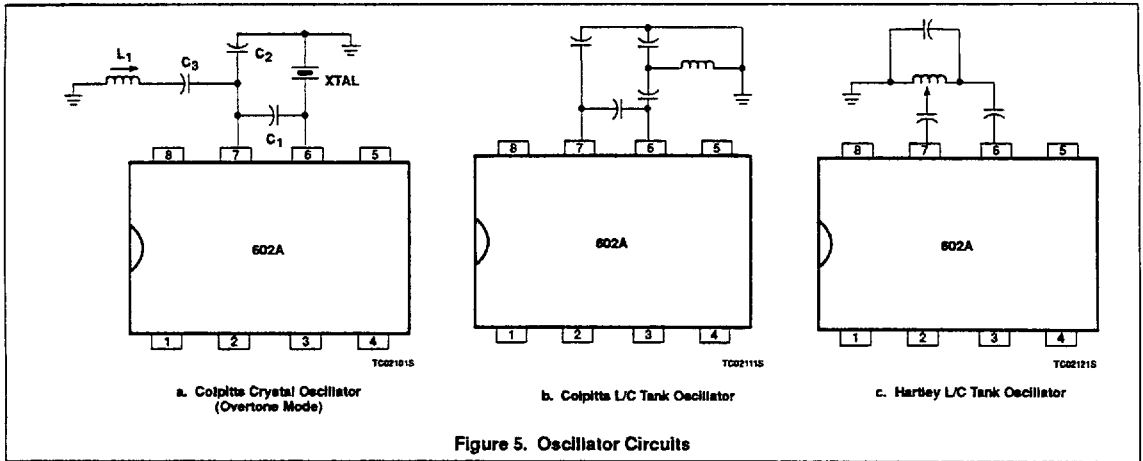 L1
C3
C2
XTAL
C1
8 7 6 5
602A
1 2 3 4
TC02101S
a. Colpitts Crystal Oscillator
(Overtone Mode)
8 7 6 5
602A
1 2 3 4
TC02111S
b. Colpitts L/C Tank Oscillator
8 7 6 5
602A
1 2 3 4
TC02121S
c. Hartley L/C Tank Oscillator
Figure 5. Oscillator Circuits